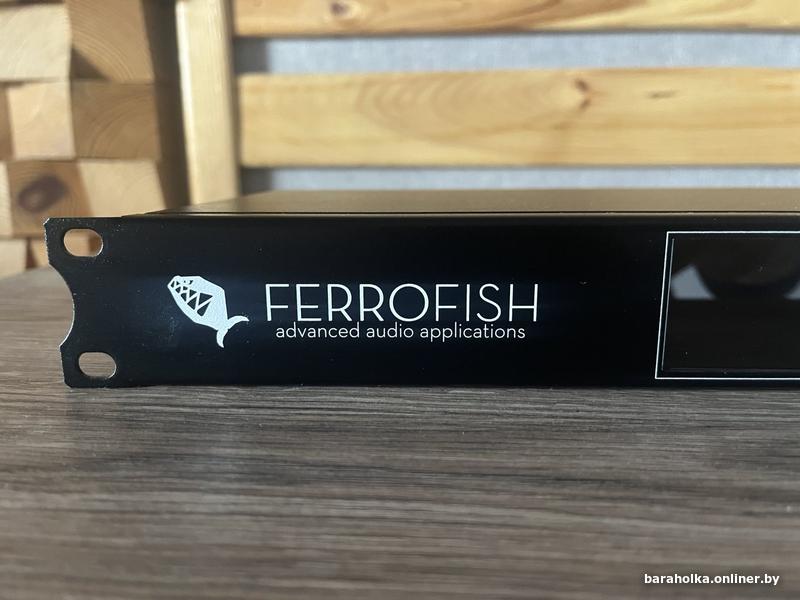 FERROFISH
advanced audio applications
baraholka.onliner.by